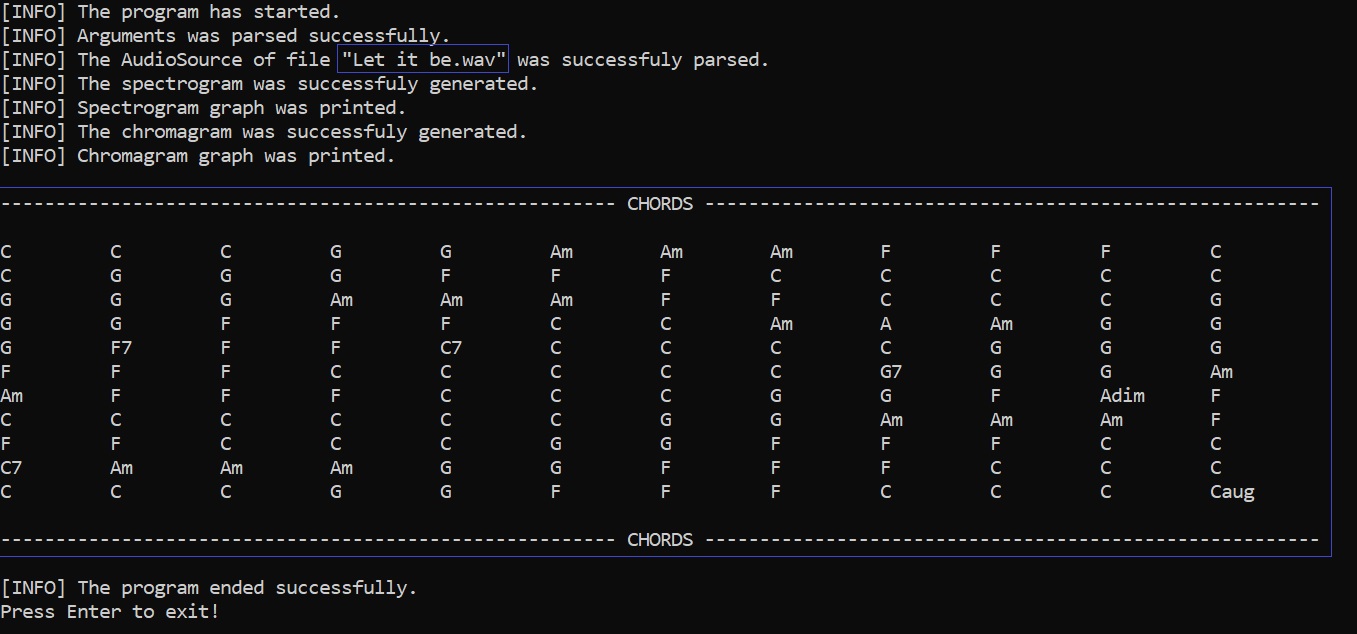 [INFO] The program has started.
[INFO] Arguments was parsed successfully.
[INFO] The AudioSource of file "Let it be.wav" was successfuly parsed.
[INFO] The spectrogram was successfuly generated.
[INFO] Spectrogram graph was printed.
[INFO] The chromagram was successfuly generated.
[INFO] Chromagram graph was printed.
-------------------------------------------------------- CHORDS --------------------------------------------------------
C C C G G Am Am Am F F F C
C G G G F F F C C C C C
G G G Am Am Am F F C C C G
G G F F F C C Am A Am G G
G F7 F F C7 C C C C G G G
F F F C C C C C G7 G G Am
Am F F F C C C G G F Adim F
C C C C C C G G Am Am Am F
F F C C C G G F F F C C
C7 Am Am Am G G F F F C C C
C C C G G F F F C C C Caug
-------------------------------------------------------- CHORDS --------------------------------------------------------
[INFO] The program ended successfully.
Press Enter to exit!